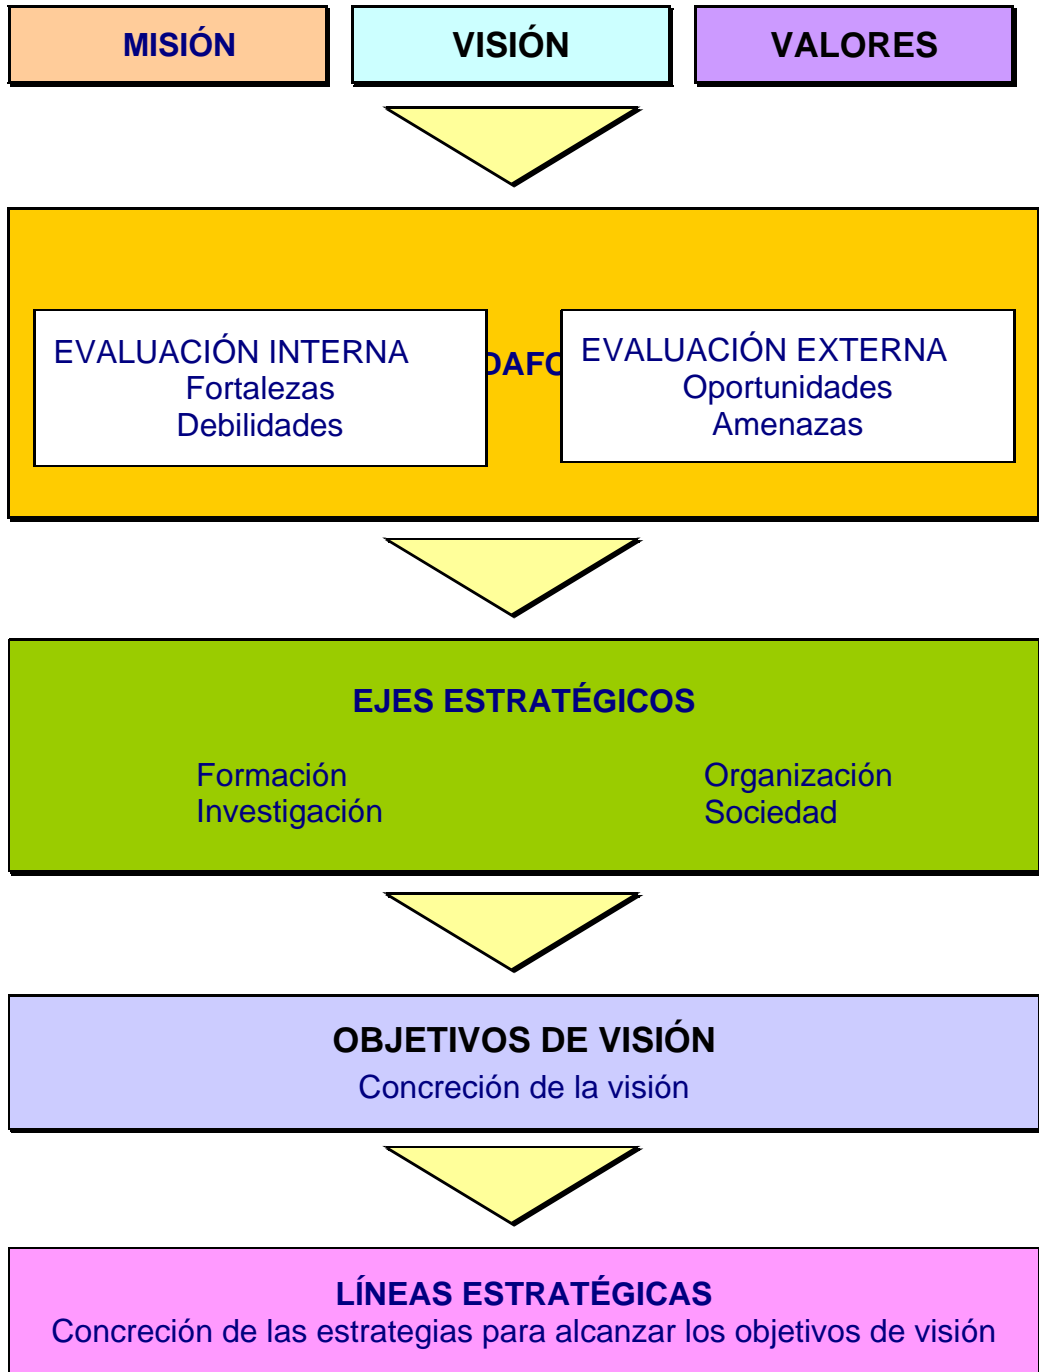 MISIÓN
VISIÓN
VALORES
DAFO
EVALUACIÓN INTERNA
Fortalezas
Debilidades
EVALUACIÓN EXTERNA
Oportunidades
Amenazas
EJES ESTRATÉGICOS
Formación
Investigación
Organización
Sociedad
OBJETIVOS DE VISIÓN
Concreción de la visión
LÍNEAS ESTRATÉGICAS
Concreción de las estrategias para alcanzar los objetivos de visión